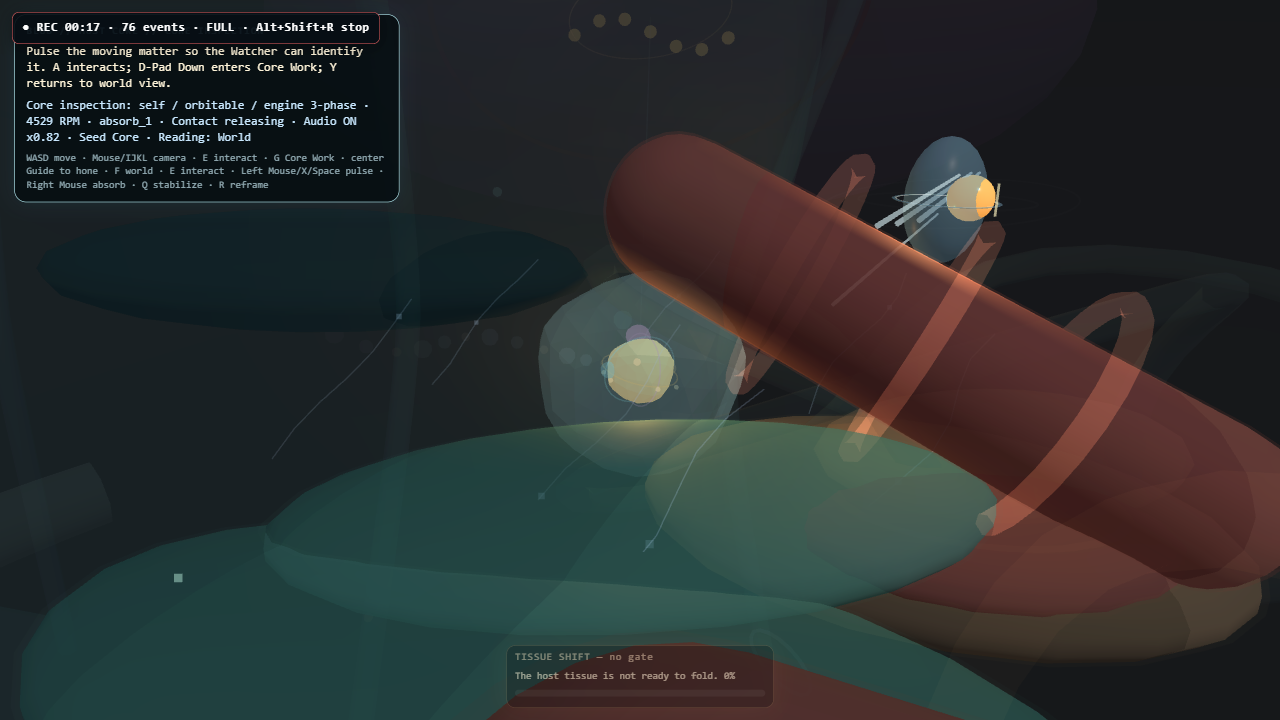 ● REC 00:17 · 76 events · FULL · Alt+Shift+R stop
Pulse the moving matter so the Watcher can identify
it. A interacts; D-Pad Down enters Core Work; Y
returns to world view.
Core inspection: self / orbitable / engine 3-phase ·
4529 RPM · absorb_1 · Contact releasing · Audio ON
x0.82 · Seed Core · Reading: World
WASD move · Mouse/IJKL camera · E interact · G Core Work · center
Guide to hone · F world · E interact · Left Mouse/X/Space pulse ·
Right Mouse absorb · Q stabilize · R reframe
TISSUE SHIFT — no gate
The host tissue is not ready to fold. 0%